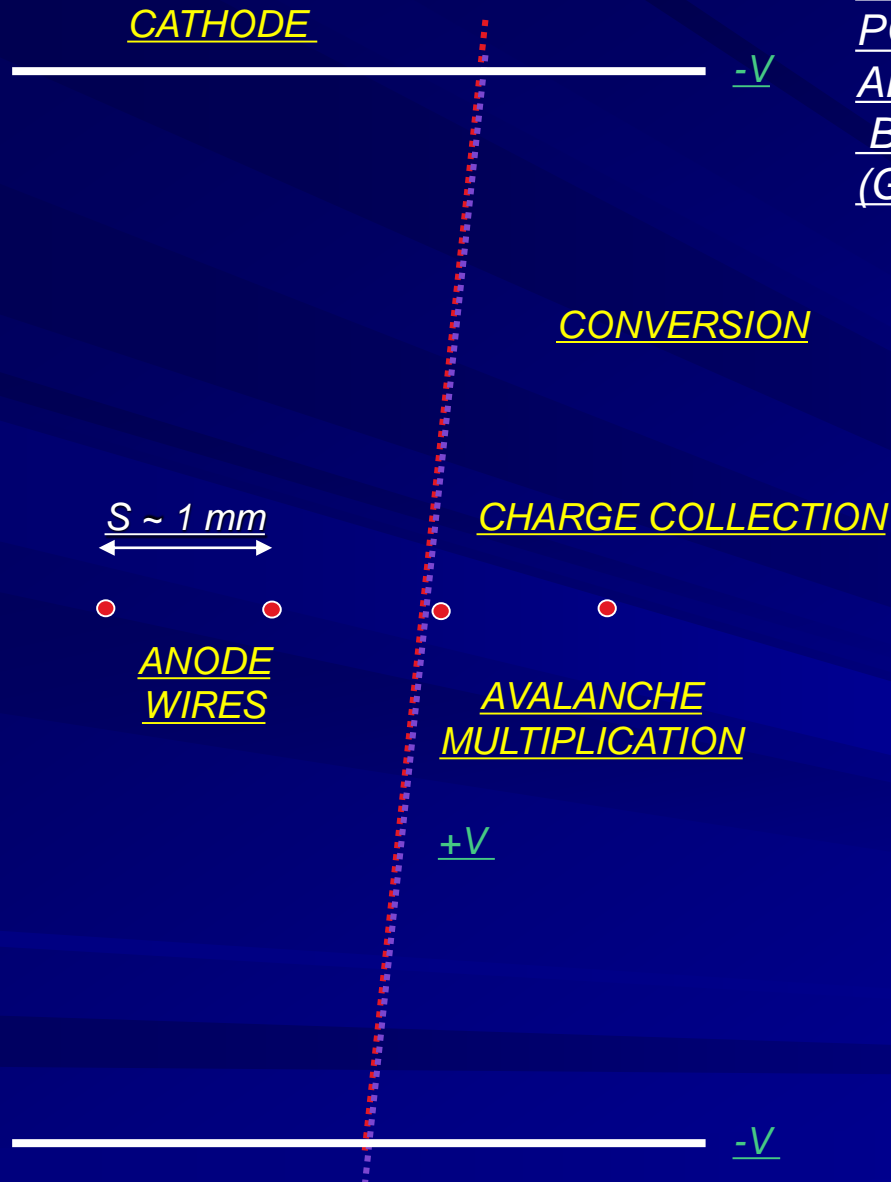 CATHODE
-V
CONVERSION
S ~ 1 mm
CHARGE COLLECTION
ANODE
WIRES
AVALANCHE
MULTIPLICATION
+V
-V